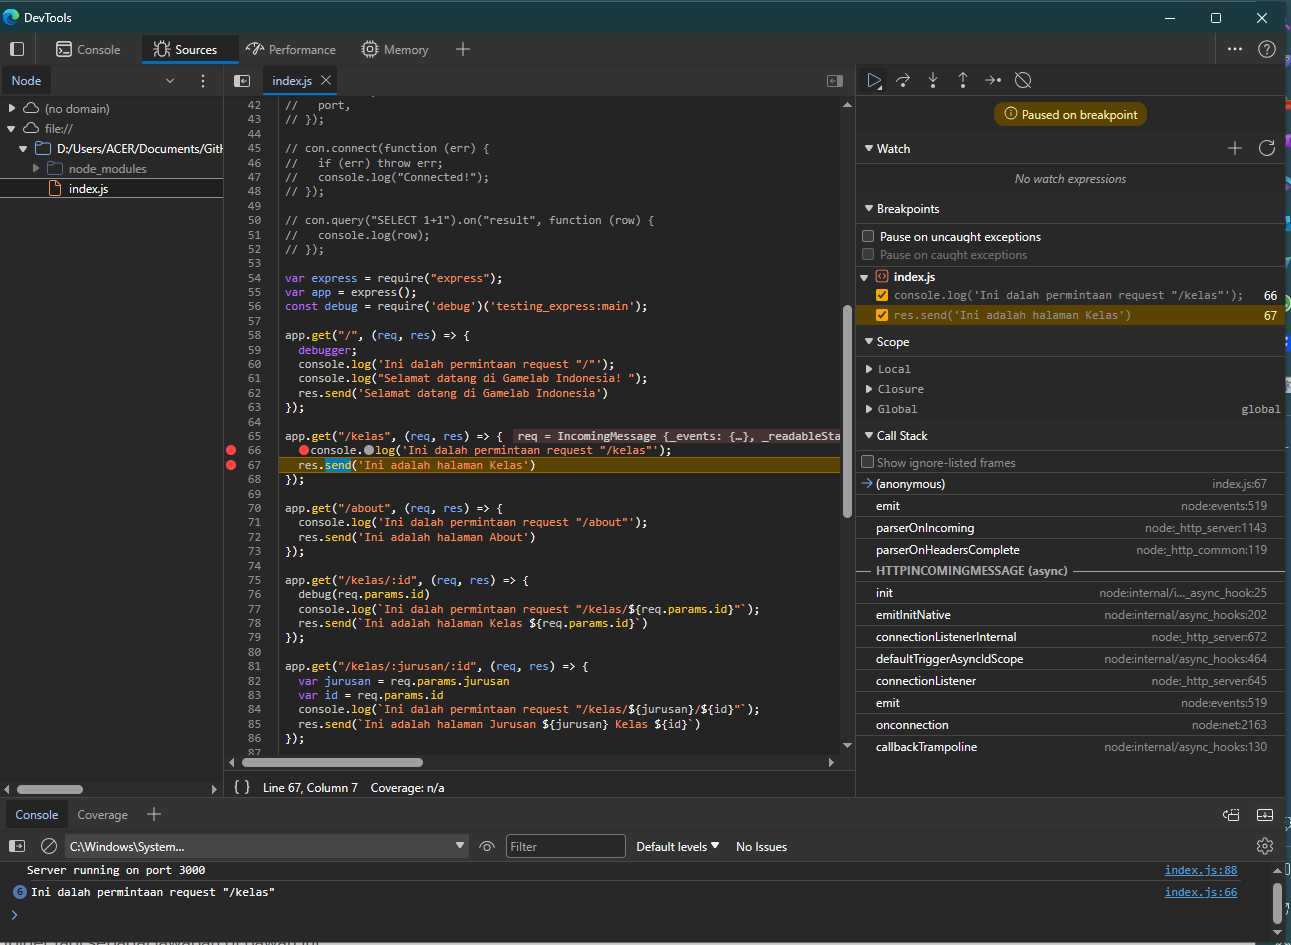 DevTools
Console
Sources
Performance
Memory
Node
index.js
(no domain)
file://
D:/Users/ACER/Documents/GitH
node_modules
index.js
42 //   port,
43 // });
44
45 // con.connect(function (err) {
46 //   if (err) throw err;
47 //   console.log("Connected!");
48 // });
49
50 // con.query("SELECT 1+1").on("result", function (row) {
51 //   console.log(row);
52 // });
53
54 var express = require("express");
55 var app = express();
56 const debug = require('debug')('testing_express:main');
57
58 app.get("/", (req, res) => {
59   debugger;
60   console.log('Ini dalah permintaan request "/"');
61   console.log("Selamat datang di Gamelab Indonesia! ");
62   res.send('Selamat datang di Gamelab Indonesia')
63 });
64
65 app.get("/kelas", (req, res) => { req = IncomingMessage {_events: {…}, _readableSta
66   console.log('Ini dalah permintaan request "/kelas"');
67   res.send('Ini adalah halaman Kelas')
68 });
69
70 app.get("/about", (req, res) => {
71   console.log('Ini dalah permintaan request "/about"');
72   res.send('Ini adalah halaman About')
73 });
74
75 app.get("/kelas/:id", (req, res) => {
76   debug(req.params.id)
77   console.log(`Ini dalah permintaan request "/kelas/${req.params.id}"`);
78   res.send(`Ini adalah halaman Kelas ${req.params.id}`)
79 });
80
81 app.get("/kelas/:jurusan/:id", (req, res) => {
82   var jurusan = req.params.jurusan
83   var id = req.params.id
84   console.log(`Ini dalah permintaan request "/kelas/${jurusan}/${id}"`);
85   res.send(`Ini adalah halaman Jurusan ${jurusan} Kelas ${id}`)
86 });
87
{ } Line 67, Column 7 Coverage: n/a
Paused on breakpoint
Watch
No watch expressions
Breakpoints
Pause on uncaught exceptions
Pause on caught exceptions
index.js
console.log('Ini dalah permintaan request "/kelas"'); 66
res.send('Ini adalah halaman Kelas') 67
Scope
Local
Closure
Global global
Call Stack
Show ignore-listed frames
(anonymous) index.js:67
emit node:events:519
parserOnIncoming node:_http_server:1143
parserOnHeadersComplete node:_http_common:119
HTTPINCOMINGMESSAGE (async)
init node:internal/i…_async_hook:25
emitInitNative node:internal/async_hooks:202
connectionListenerInternal node:_http_server:672
defaultTriggerAsyncIdScope node:internal/async_hooks:464
connectionListener node:_http_server:645
emit node:events:519
onconnection node:net:2163
callbackTrampoline node:internal/async_hooks:130
Console Coverage
C:\Windows\System… Filter Default levels No Issues
Server running on port 3000 index.js:88
6 Ini dalah permintaan request "/kelas" index.js:66